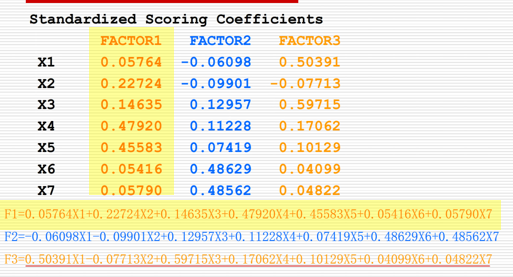 Standardized Scoring Coefficients
FACTOR1 FACTOR2 FACTOR3
X1 0.05764 -0.06098 0.50391
X2 0.22724 -0.09901 -0.07713
X3 0.14635 0.12957 0.59715
X4 0.47920 0.11228 0.17062
X5 0.45583 0.07419 0.10129
X6 0.05416 0.48629 0.04099
X7 0.05790 0.48562 0.04822
F1=0.05764X1+0.22724X2+0.14635X3+0.47920X4+0.45583X5+0.05416X6+0.05790X7
F2=-0.06098X1-0.09901X2+0.12957X3+0.11228X4+0.07419X5+0.48629X6+0.48562X7
F3=0.50391X1-0.07713X2+0.59715X3+0.17062X4+0.10129X5+0.04099X6+0.04822X7